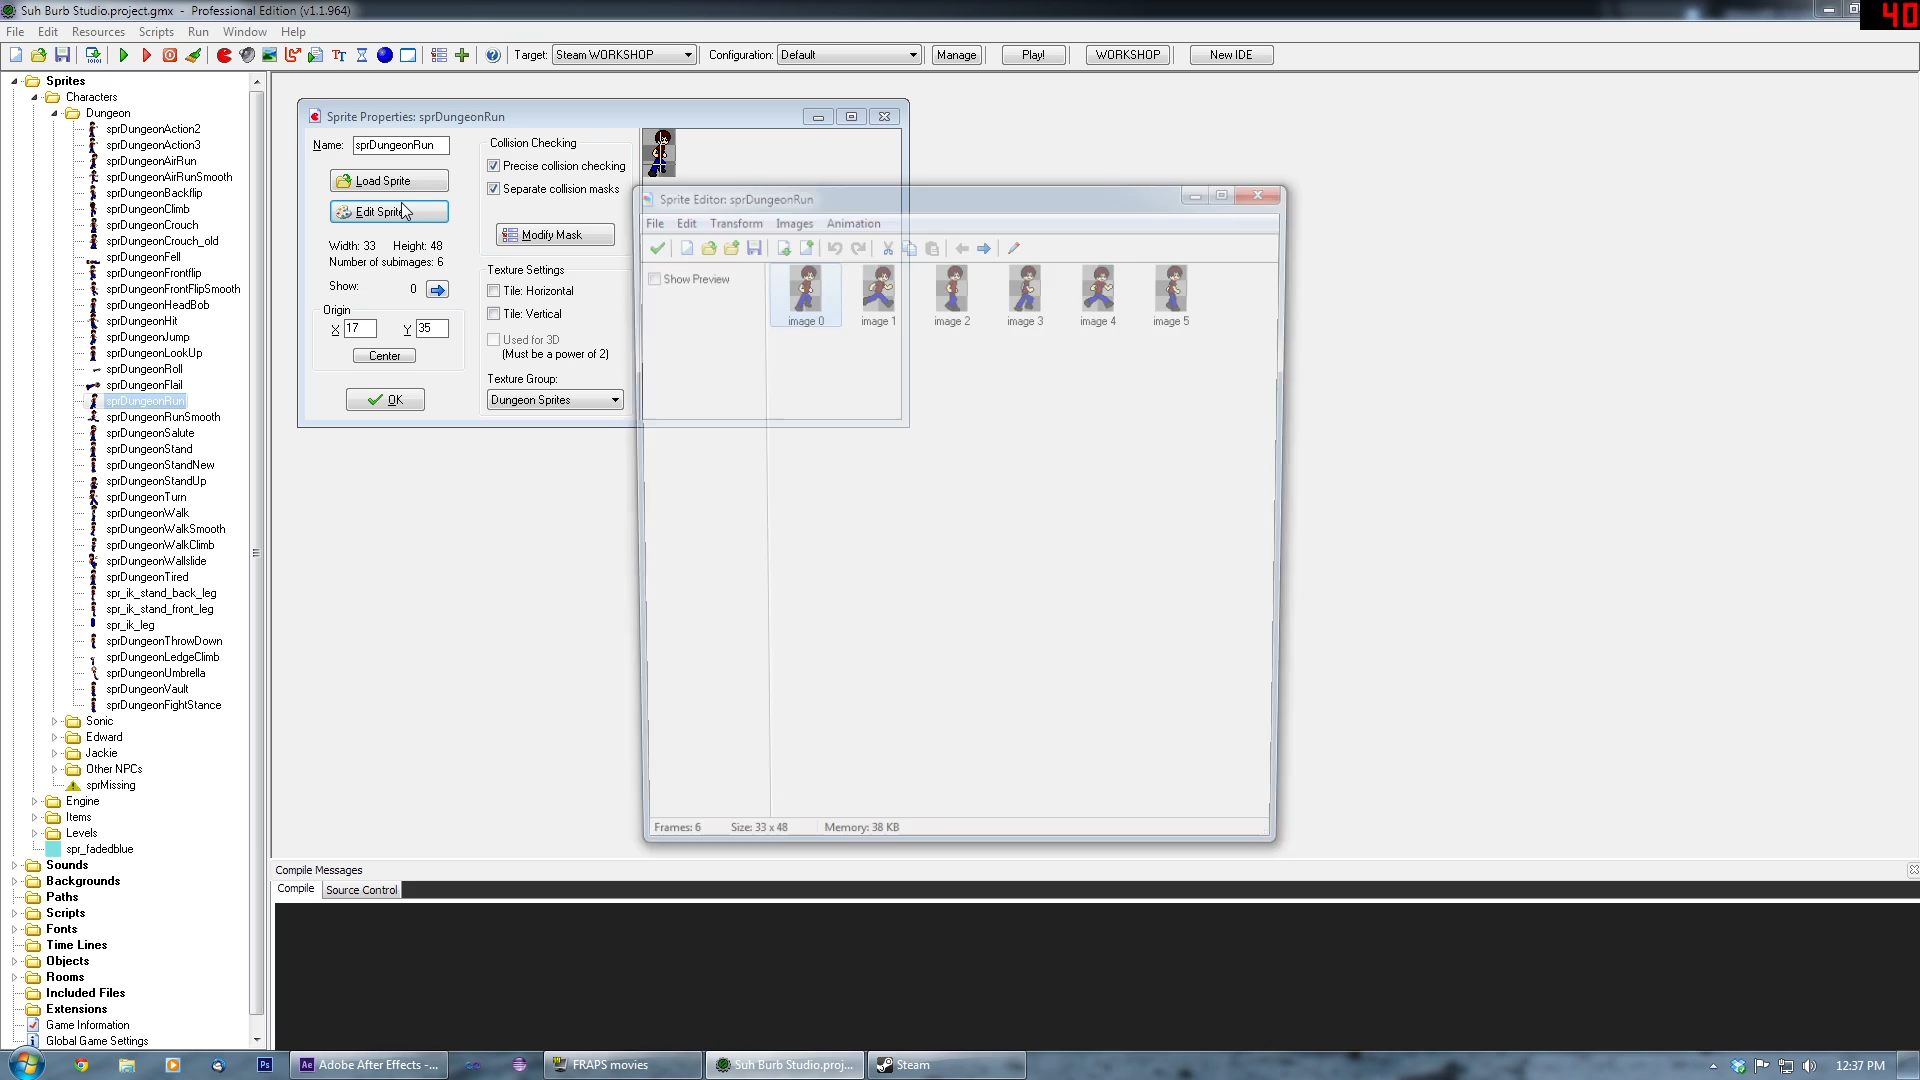 Suh Burb Studio.project.gmx - Professional Edition (v1.1.964)
40
File Edit Resources Scripts Run Window Help
Target: Steam WORKSHOP Configuration: Default Manage Play! WORKSHOP New IDE
Sprites
Characters
Dungeon
sprDungeonAction2
sprDungeonAction3
sprDungeonAirRun
sprDungeonAirRunSmooth
sprDungeonBackflip
sprDungeonClimb
sprDungeonCrouch
sprDungeonCrouch_old
sprDungeonFell
sprDungeonFrontflip
sprDungeonFrontFlipSmooth
sprDungeonHeadBob
sprDungeonHit
sprDungeonJump
sprDungeonLookUp
sprDungeonRoll
sprDungeonFlail
sprDungeonRun
sprDungeonRunSmooth
sprDungeonSalute
sprDungeonStand
sprDungeonStandNew
sprDungeonStandUp
sprDungeonTurn
sprDungeonWalk
sprDungeonWalkSmooth
sprDungeonWalkClimb
sprDungeonWallslide
sprDungeonTired
spr_ik_stand_back_leg
spr_ik_stand_front_leg
spr_ik_leg
sprDungeonThrowDown
sprDungeonLedgeClimb
sprDungeonUmbrella
sprDungeonVault
sprDungeonFightStance
Sonic
Edward
Jackie
Other NPCs
sprMissing
Engine
Items
Levels
spr_fadedblue
Sounds
Backgrounds
Paths
Scripts
Fonts
Time Lines
Objects
Rooms
Included Files
Extensions
Game Information
Global Game Settings
Sprite Properties: sprDungeonRun
Name: sprDungeonRun
Load Sprite
Edit Sprite
Width: 33 Height: 48
Number of subimages: 6
Show: 0
Origin
X 17 Y 35
Center
OK
Collision Checking
Precise collision checking
Separate collision masks
Modify Mask
Texture Settings
Tile: Horizontal
Tile: Vertical
Used for 3D
(Must be a power of 2)
Texture Group:
Dungeon Sprites
Sprite Editor: sprDungeonRun
File Edit Transform Images Animation
Show Preview
image 0 image 1 image 2 image 3 image 4 image 5
Frames: 6 Size: 33 x 48 Memory: 38 KB
Compile Messages
Compile Source Control
Ps
Ae Adobe After Effects -...
FRAPS movies
Suh Burb Studio.proj...
Steam
12:37 PM